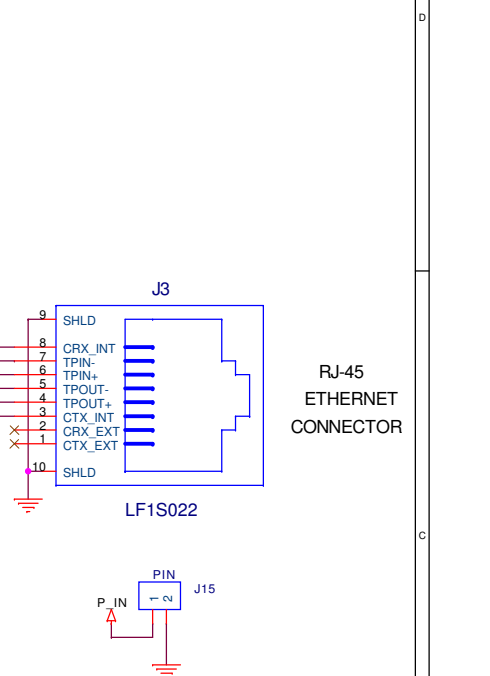 D
J3
9 SHLD
8 CRX_INT
7 TPIN-
6 TPIN+
5 TPOUT-
4 TPOUT+
3 CTX_INT
2 CRX_EXT
1 CTX_EXT
10 SHLD
RJ-45
ETHERNET
CONNECTOR
LF1S022
C
PIN
J15
P_IN
1
2